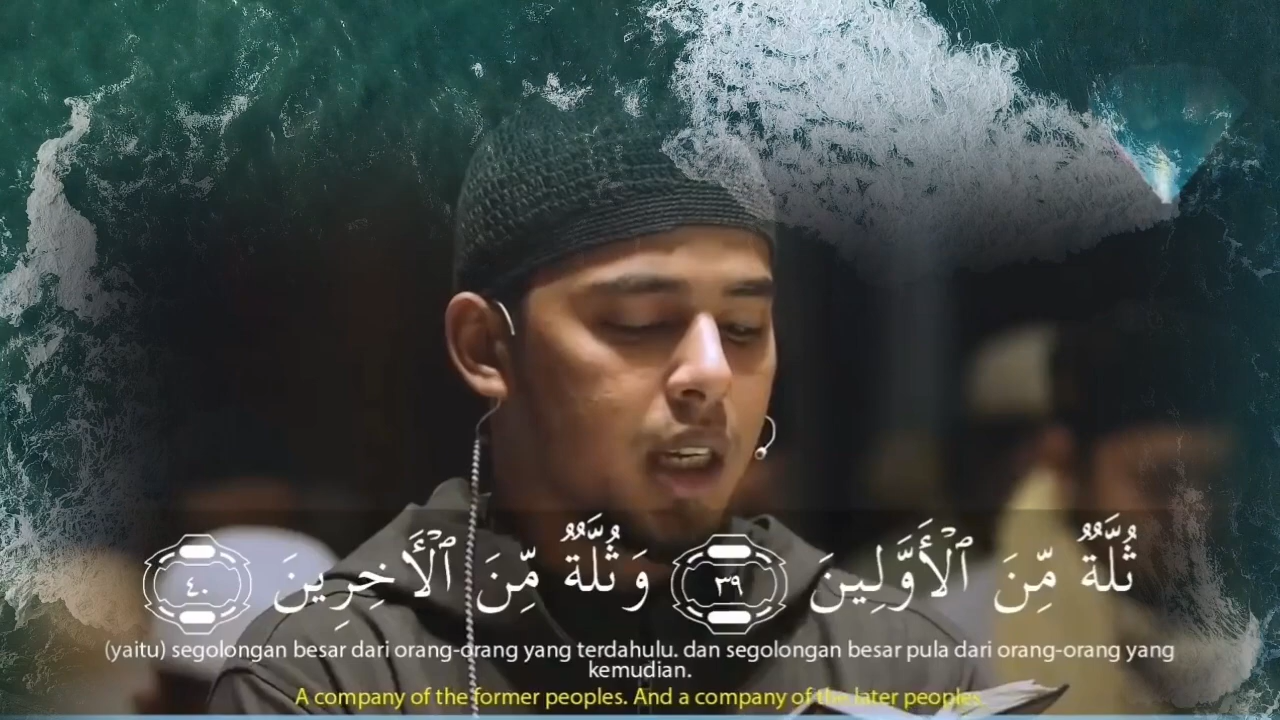 ثُلَّةٌ مِّنَ ٱلْأَوَّلِينَ ٣٩ وَثُلَّةٌ مِّنَ ٱلْأَخِرِينَ ٤٠
(yaitu) segolongan besar dari orang-orang yang terdahulu. dan segolongan besar pula dari orang-orang yang
kemudian.
A company of the former peoples. And a company of the later peoples.